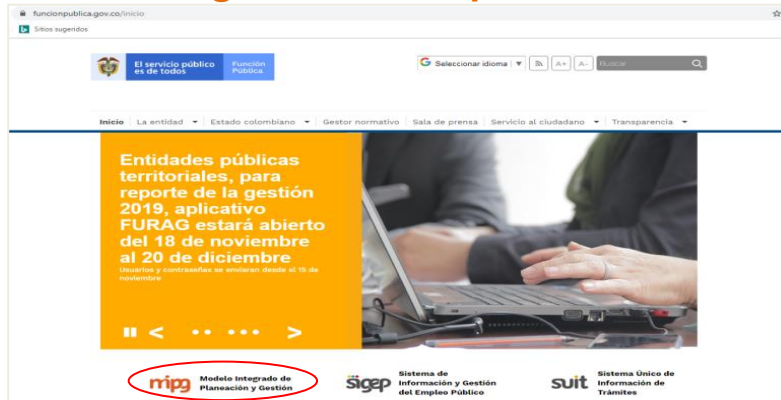 funcionpublica.gov.co/inicio
Sitios sugeridos
El servicio público
es de todos
Función
Pública
G Seleccionar idioma ▼
A+ A- Buscar
Inicio La entidad Estado colombiano Gestor normativo Sala de prensa Servicio al ciudadano Transparencia
Entidades públicas
territoriales, para
reporte de la gestión
2019, aplicativo
FURAG estará abierto
del 18 de noviembre
al 20 de diciembre
Usuarios y contraseñas se enviaran desde el 15 de
noviembre
mipg
Modelo Integrado de
Planeación y Gestión
sigep
Sistema de
Información y Gestión
del Empleo Público
suit
Sistema Único de
Información de
Trámites